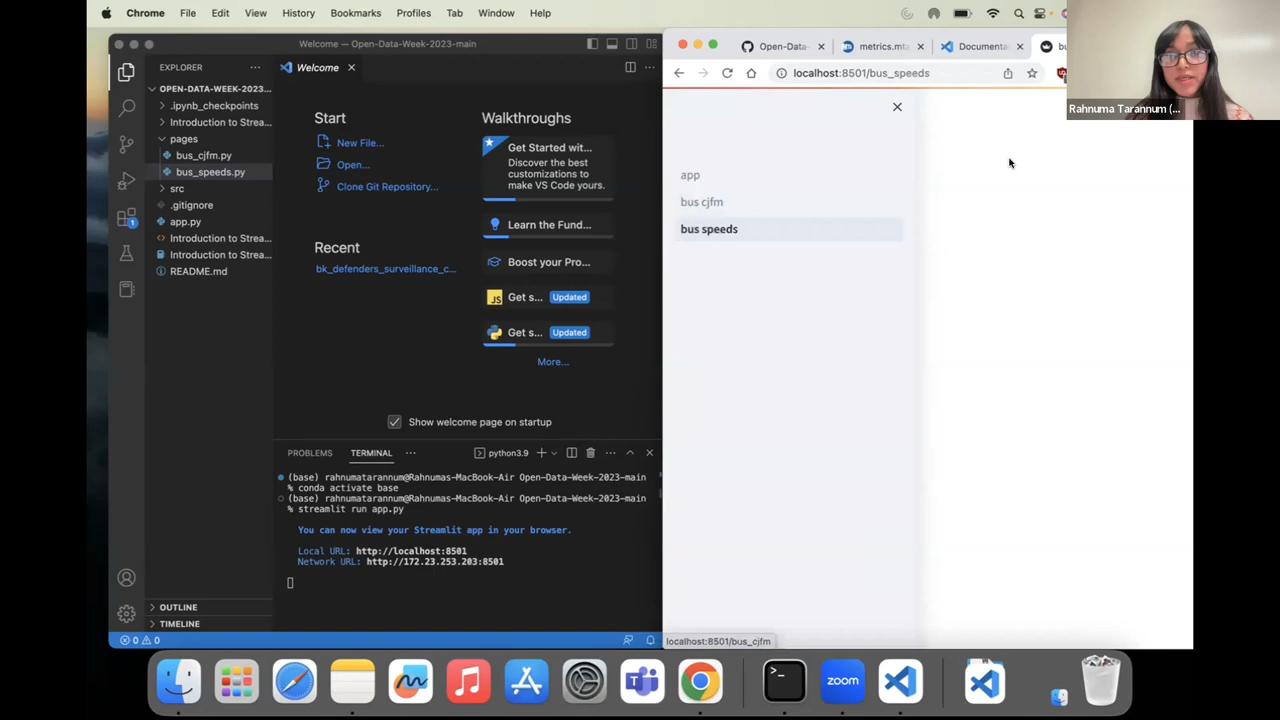 Chrome File Edit View History Bookmarks Profiles Tab Window Help
Welcome — Open-Data-Week-2023-main
EXPLORER
OPEN-DATA-WEEK-2023...
.ipynb_checkpoints
Introduction to Strea...
pages
bus_cjfm.py
bus_speeds.py
src
.gitignore
app.py
Introduction to Strea...
Introduction to Strea...
README.md
OUTLINE
TIMELINE
0 0
1
Welcome
Start
New File...
Open...
Clone Git Repository...
Recent
bk_defenders_surveillance_c...
Walkthroughs
Get Started wit...
Discover the best
customizations to
make VS Code yours.
Learn the Fund...
Boost your Pro...
JS Get s... Updated
Get s... Updated
More...
Show welcome page on startup
PROBLEMS TERMINAL python3.9
(base) rahnumatarannum@Rahnumas-MacBook-Air Open-Data-Week-2023-main
% conda activate base
(base) rahnumatarannum@Rahnumas-MacBook-Air Open-Data-Week-2023-main
% streamlit run app.py
You can now view your Streamlit app in your browser.
Local URL: http://localhost:8501
Network URL: http://172.23.253.203:8501
Open-Data- metrics.mta Documenta bu
localhost:8501/bus_speeds
app
bus cjfm
bus speeds
localhost:8501/bus_cjfm
Rahnuma Tarannum (...
zoom